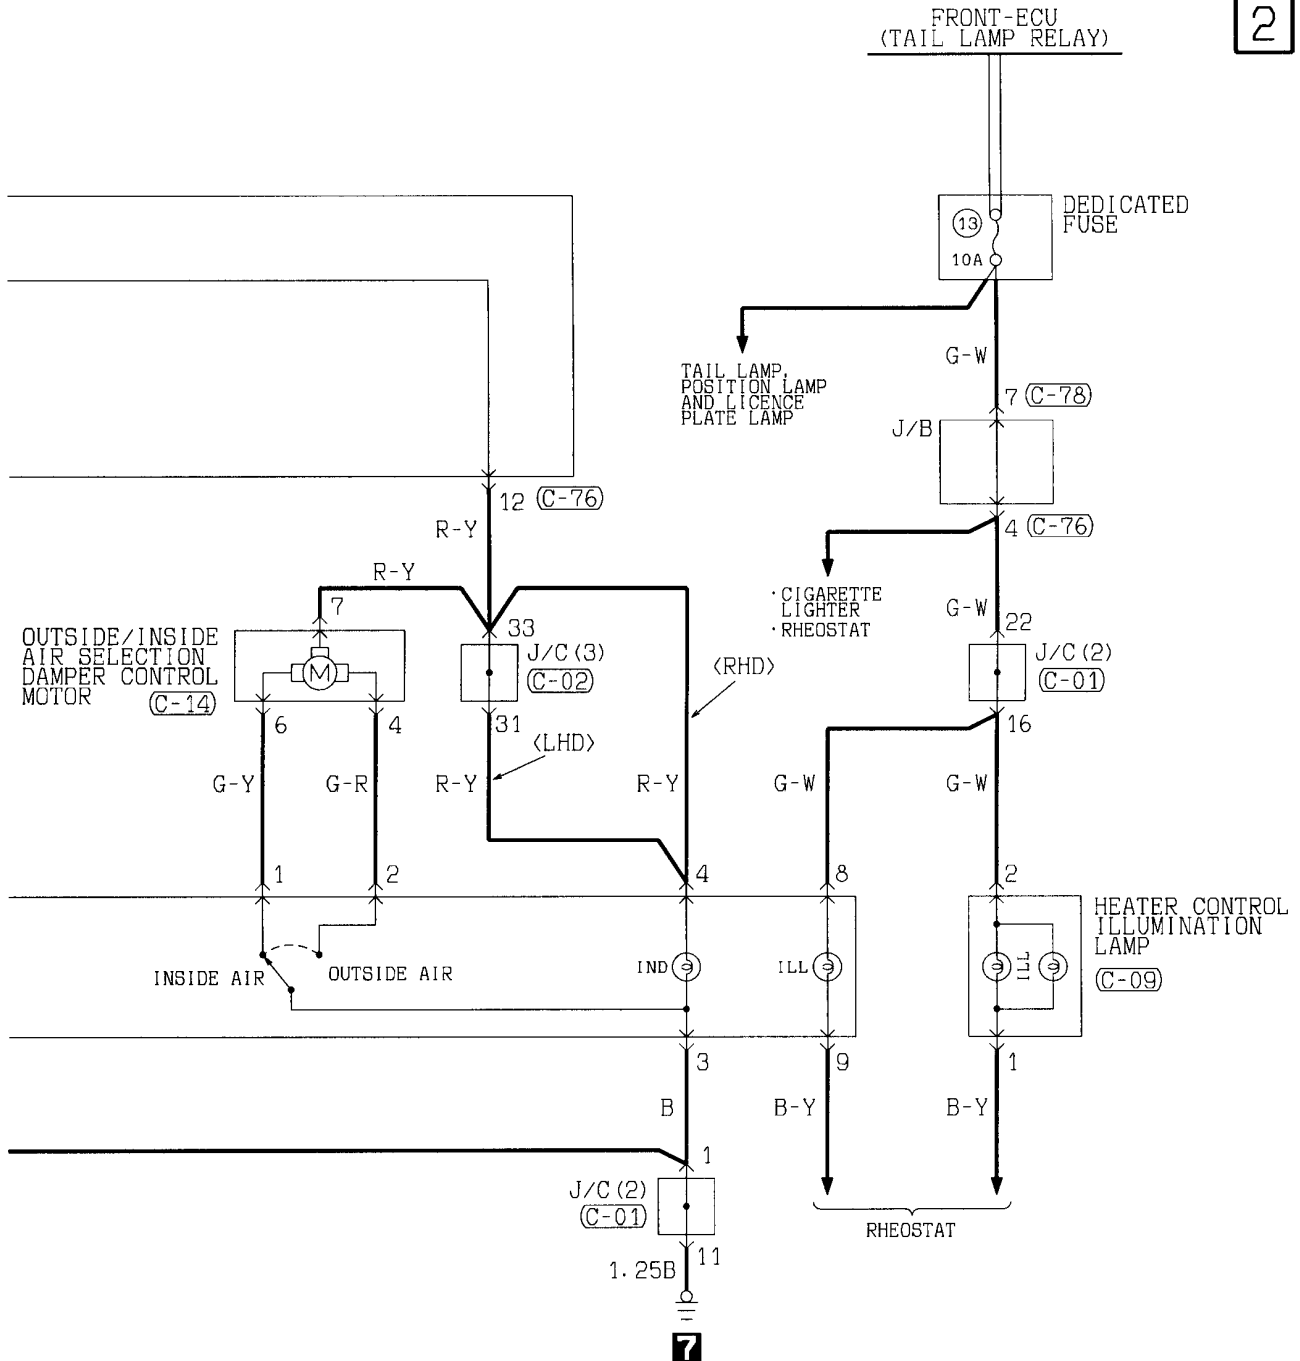 2
FRONT-ECU
(TAIL LAMP RELAY)
DEDICATED
FUSE
13
10A
G-W
TAIL LAMP,
POSITION LAMP
AND LICENCE
PLATE LAMP
7 (C-78)
J/B
12 (C-76)
4 (C-76)
R-Y
R-Y
7
・CIGARETTE
LIGHTER
・RHEOSTAT
G-W
22
33
OUTSIDE/INSIDE
AIR SELECTION
DAMPER CONTROL
MOTOR (C-14)
M
J/C (3)
(C-02)
<RHD>
J/C (2)
(C-01)
6
4
31
16
<LHD>
G-Y
G-R
R-Y
R-Y
G-W
G-W
1
2
4
8
2
HEATER CONTROL
ILLUMINATION
LAMP
(C-09)
INSIDE AIR
OUTSIDE AIR
IND
ILL
ILL
3
9
1
B
B-Y
B-Y
1
J/C (2)
(C-01)
RHEOSTAT
11
1.25B
7